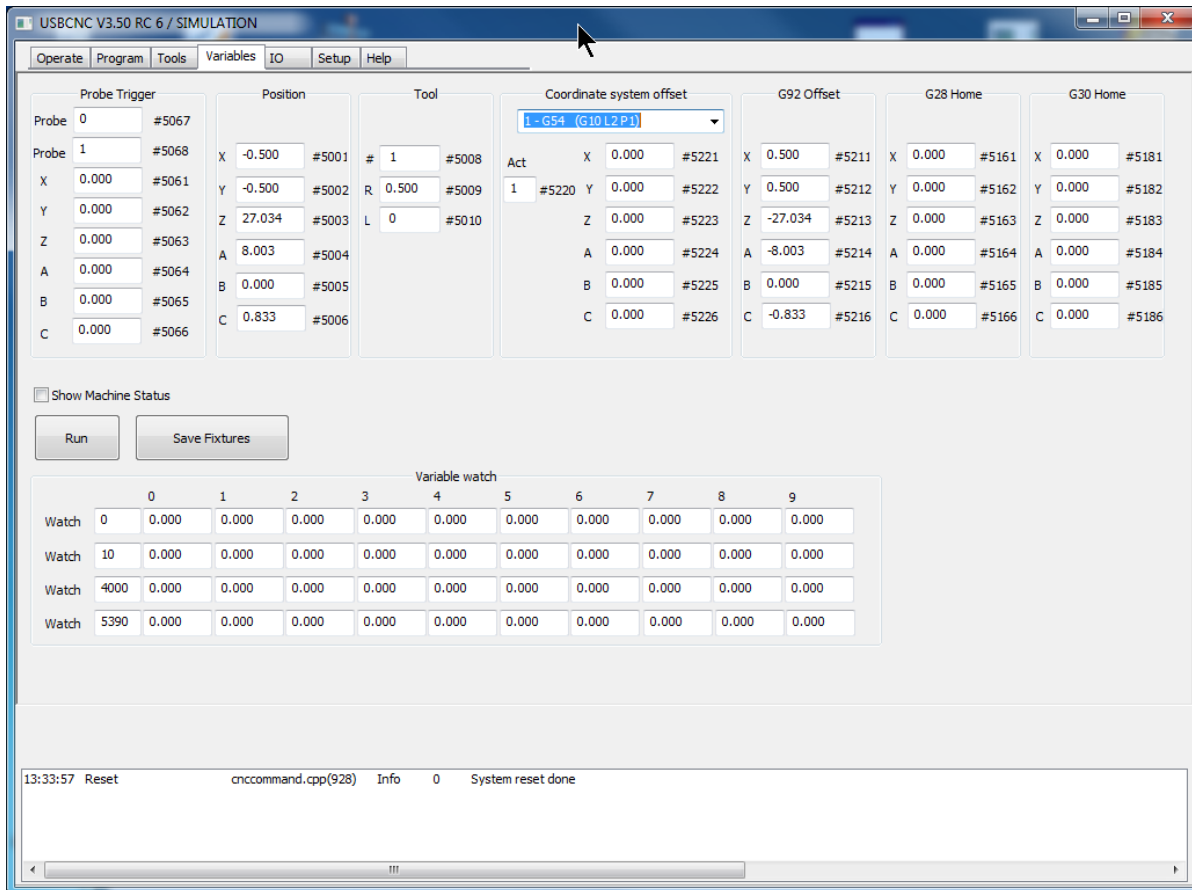 USBCNC V3.50 RC 6 / SIMULATION
Operate Program Tools Variables IO Setup Help
Probe Trigger Position Tool Coordinate system offset G92 Offset G28 Home G30 Home
Probe 0 #5067 1 - G54 (G10 L2 P1)
Probe 1 #5068 X -0.500 #5001 # 1 #5008 Act X 0.000 #5221 X 0.500 #5211 X 0.000 #5161 X 0.000 #5181
X 0.000 #5061 Y -0.500 #5002 R 0.500 #5009 1 #5220 Y 0.000 #5222 Y 0.500 #5212 Y 0.000 #5162 Y 0.000 #5182
Y 0.000 #5062 Z 27.034 #5003 L 0 #5010 Z 0.000 #5223 Z -27.034 #5213 Z 0.000 #5163 Z 0.000 #5183
Z 0.000 #5063 A 8.003 #5004 A 0.000 #5224 A -8.003 #5214 A 0.000 #5164 A 0.000 #5184
A 0.000 #5064 B 0.000 #5005 B 0.000 #5225 B 0.000 #5215 B 0.000 #5165 B 0.000 #5185
B 0.000 #5065 C 0.833 #5006 C 0.000 #5226 C -0.833 #5216 C 0.000 #5166 C 0.000 #5186
C 0.000 #5066
Show Machine Status
Run Save Fixtures
Variable watch
0 1 2 3 4 5 6 7 8 9
Watch 0 0.000 0.000 0.000 0.000 0.000 0.000 0.000 0.000 0.000 0.000
Watch 10 0.000 0.000 0.000 0.000 0.000 0.000 0.000 0.000 0.000 0.000
Watch 4000 0.000 0.000 0.000 0.000 0.000 0.000 0.000 0.000 0.000 0.000
Watch 5390 0.000 0.000 0.000 0.000 0.000 0.000 0.000 0.000 0.000 0.000
13:33:57 Reset cnccommand.cpp(928) Info 0 System reset done